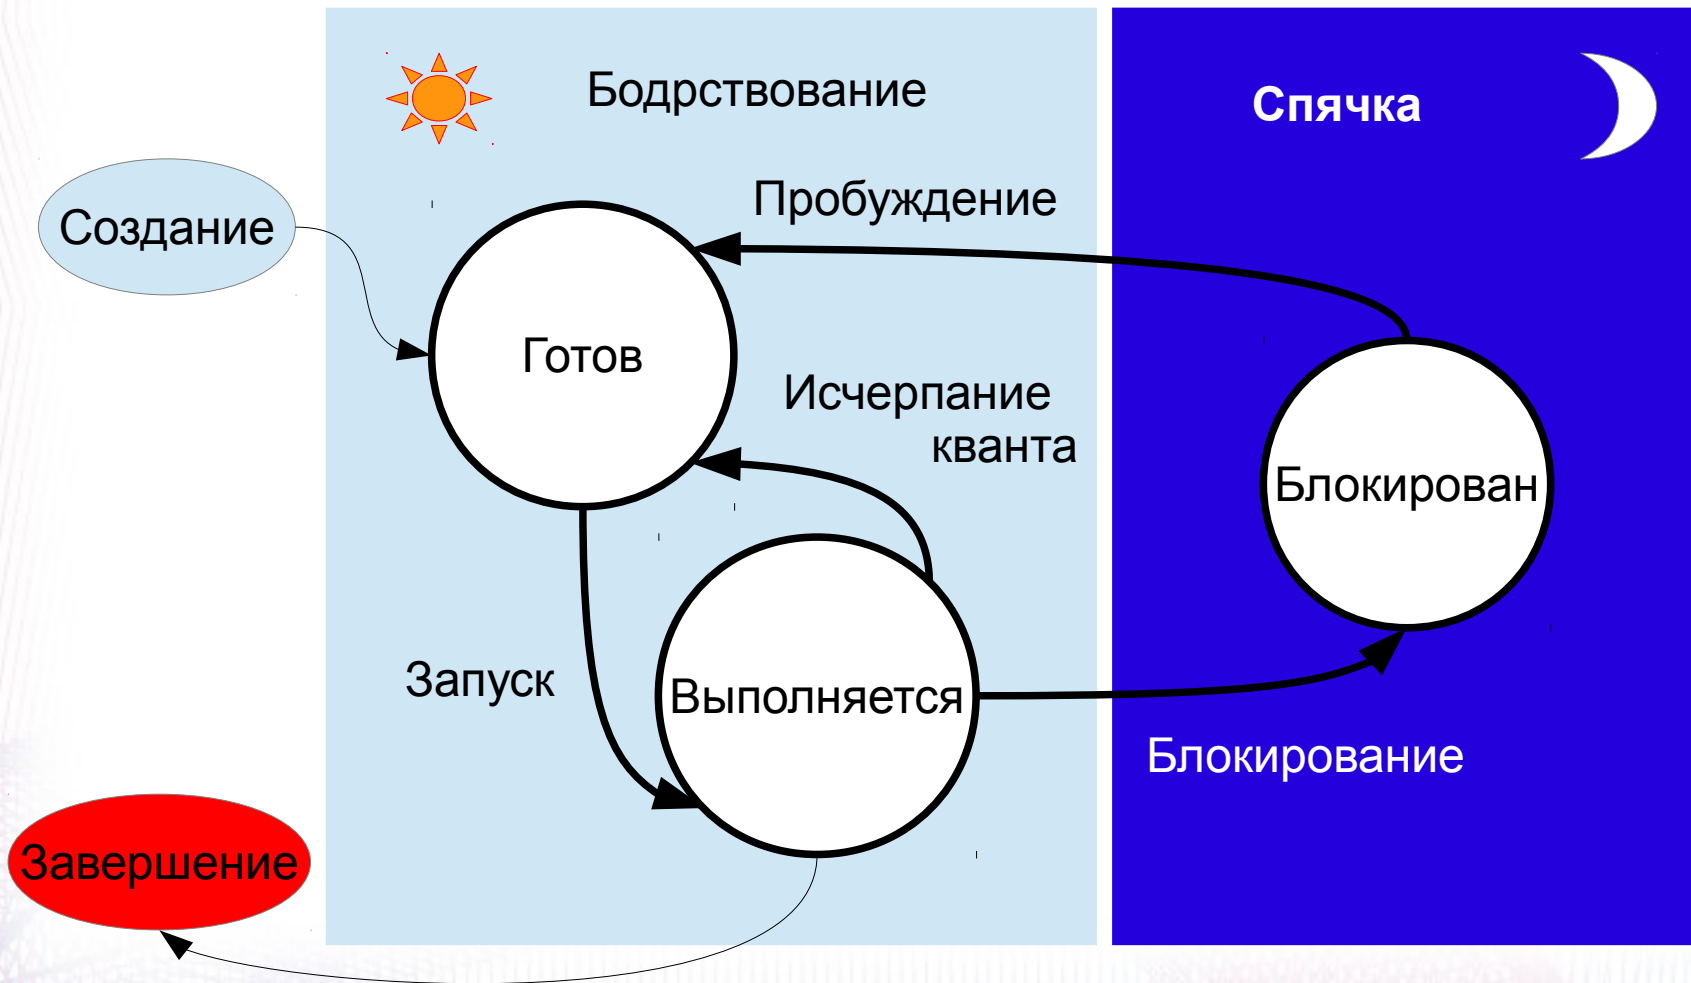 Бодрствование
Спячка
Создание
Пробуждение
Готов
Исчерпание
кванта
Блокирован
Запуск
Выполняется
Блокирование
Завершение